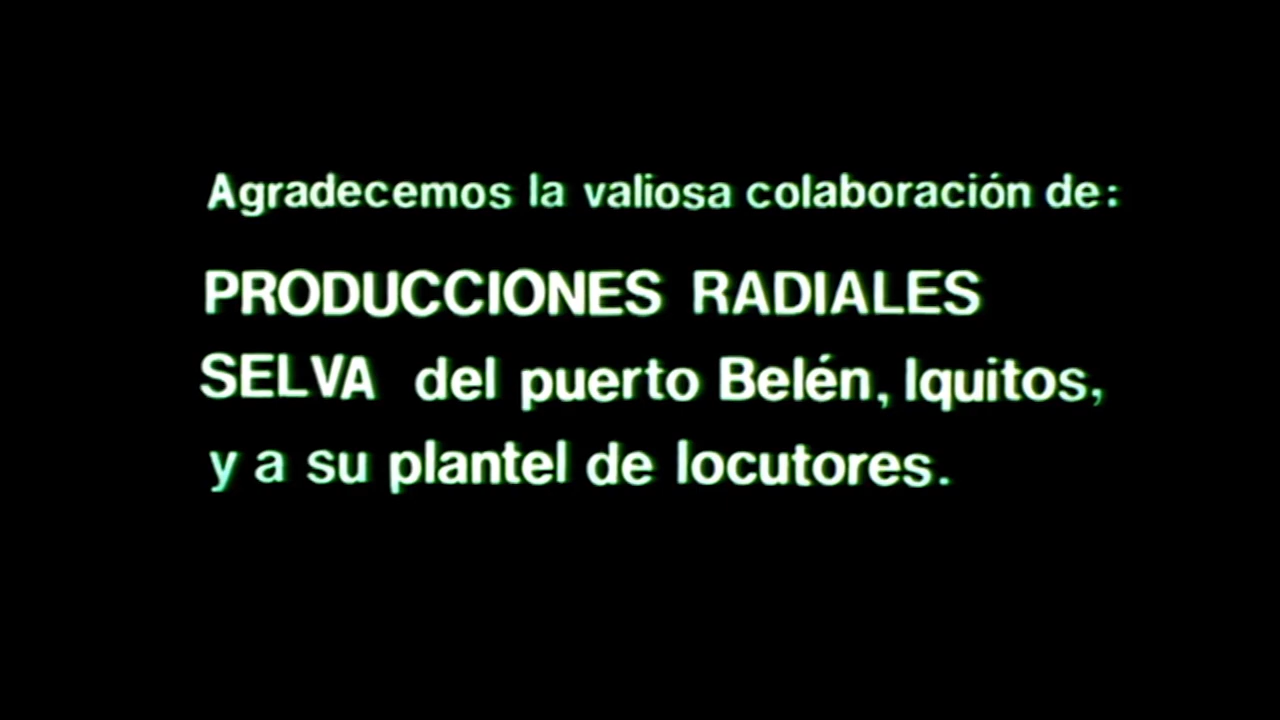 Agradecemos la valiosa colaboración de:
PRODUCCIONES RADIALES
SELVA del puerto Belén, Iquitos,
y a su plantel de locutores.